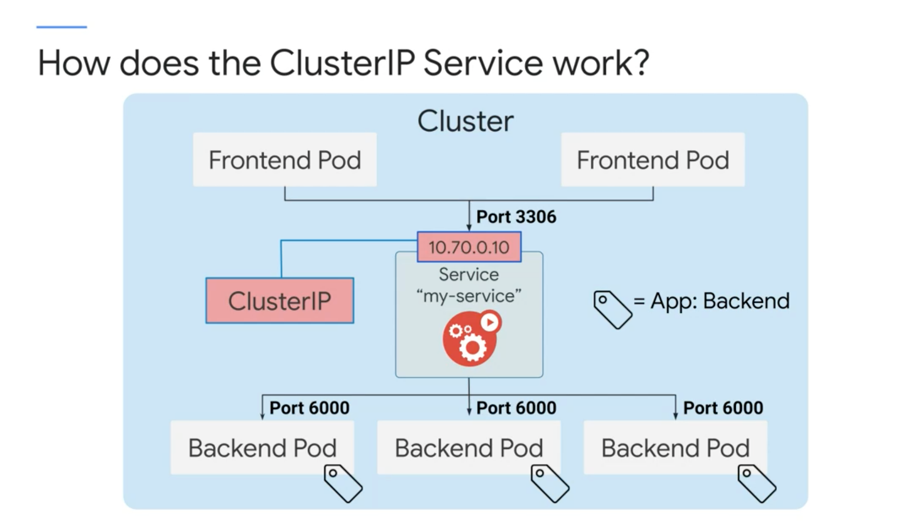 How does the ClusterIP Service work?
Cluster
Frontend Pod
Frontend Pod
Port 3306
10.70.0.10
Service
“my-service”
ClusterIP
= App: Backend
Port 6000
Port 6000
Port 6000
Backend Pod
Backend Pod
Backend Pod